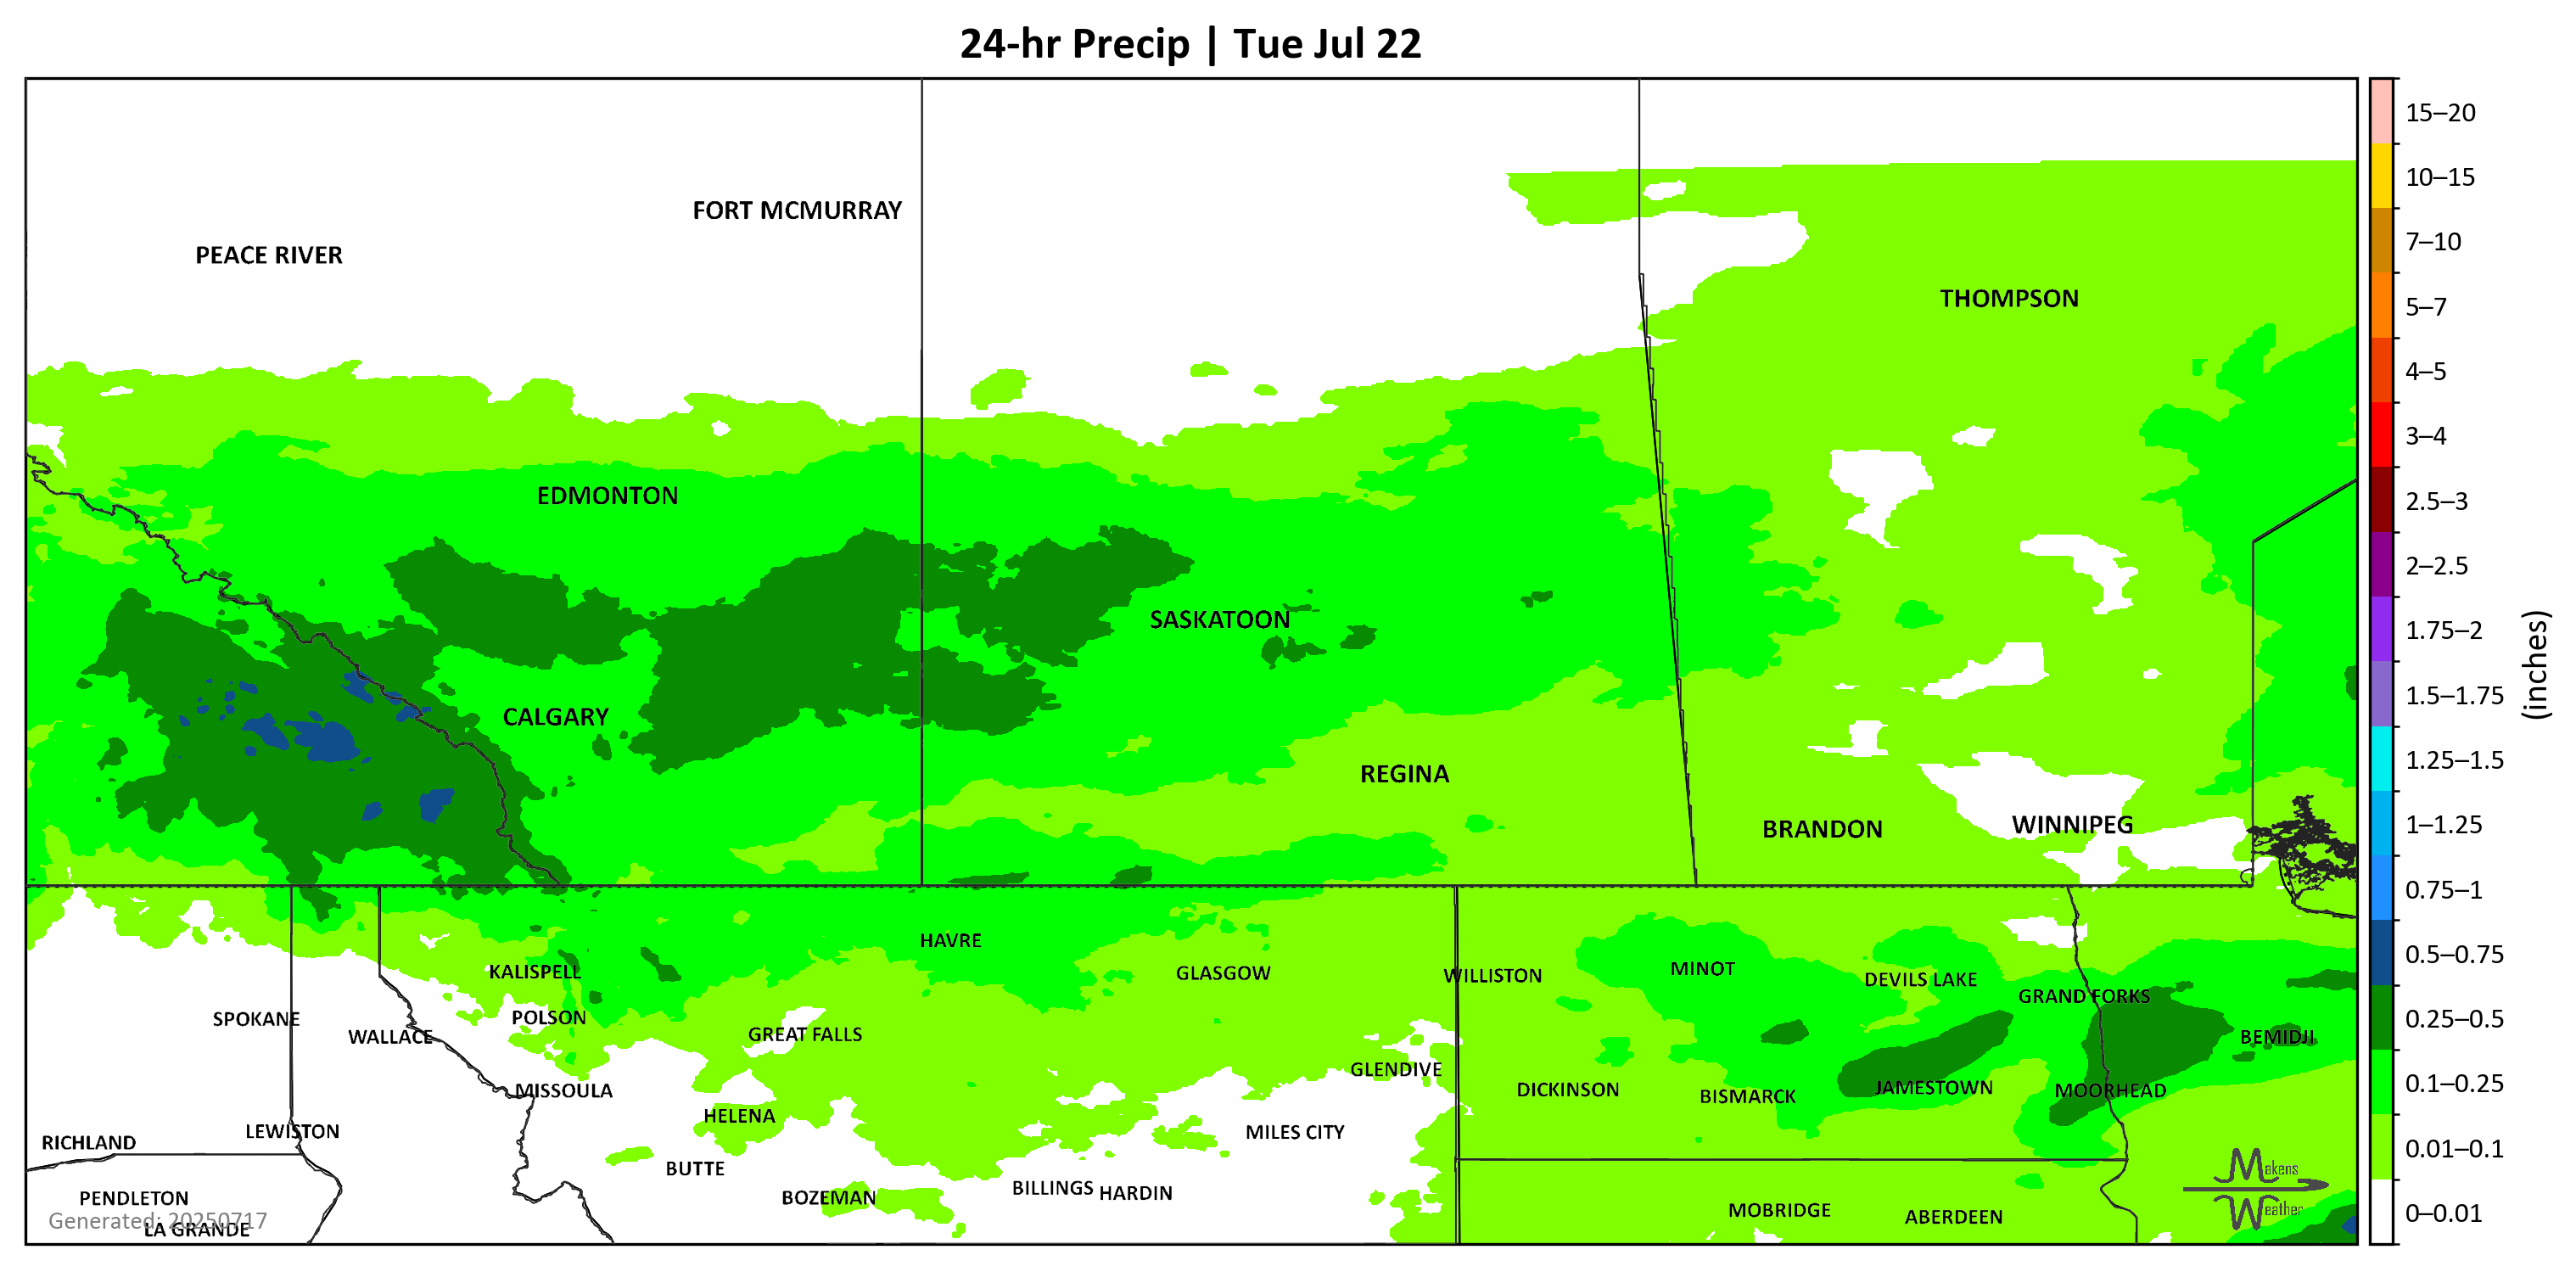 24-hr Precip | Tue Jul 22
FORT MCMURRAY
PEACE RIVER
THOMPSON
EDMONTON
SASKATOON
CALGARY
REGINA
BRANDON
WINNIPEG
HAVRE
KALISPELL
GLASGOW
WILLISTON
MINOT
DEVILS LAKE
GRAND FORKS
SPOKANE
POLSON
WALLACE
GREAT FALLS
BEMIDJI
GLENDIVE
MISSOULA
DICKINSON
BISMARCK
JAMESTOWN
MOORHEAD
HELENA
RICHLAND
LEWISTON
MILES CITY
BUTTE
PENDLETON
BOZEMAN
BILLINGS
HARDIN
MOBRIDGE
ABERDEEN
Generated: 20250717
LA GRANDE
Makens
Weather
15–20
10–15
7–10
5–7
4–5
3–4
2.5–3
2–2.5
1.75–2
1.5–1.75
1.25–1.5
1–1.25
0.75–1
0.5–0.75
0.25–0.5
0.1–0.25
0.01–0.1
0–0.01
(inches)